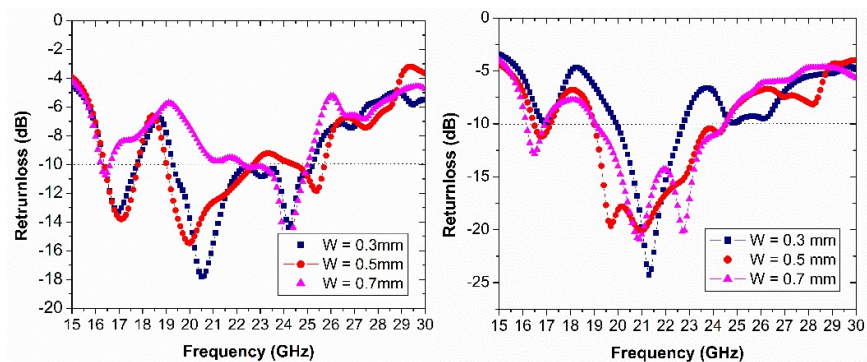 -4
-6
-8
-10
-12
-14
-16
-18
-20
Retrurnloss (dB)
W = 0.3mm
W = 0.5mm
W = 0.7mm
15 16 17 18 19 20 21 22 23 24 25 26 27 28 29 30
Frequency (GHz)
0
-5
-10
-15
-20
-25
Returnloss (dB)
W = 0.3 mm
W = 0.5 mm
W = 0.7 mm
15 16 17 18 19 20 21 22 23 24 25 26 27 28 29 30
Frequency (GHz)